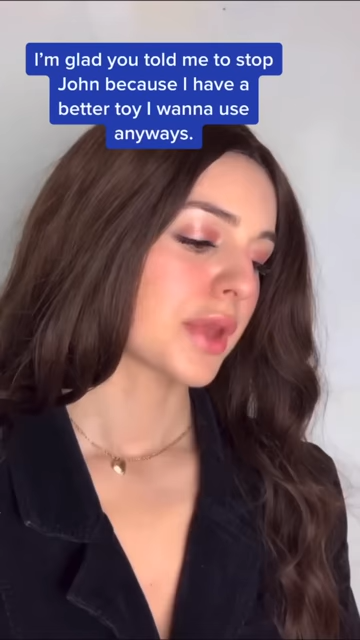 I'm glad you told me to stop
John because I have a
better toy I wanna use
anyways.